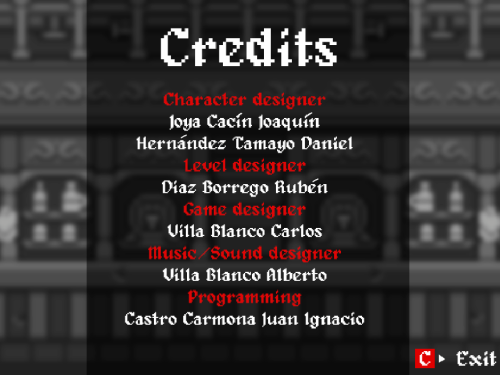 Credits
Character designer
Joya Cacín Joaquín
Hernández Tamayo Daniel
Level designer
Díaz Borrego Rubén
Game designer
Villa Blanco Carlos
Music/Sound designer
Villa Blanco Alberto
Programming
Castro Carmona Juan Ignacio
C Exit